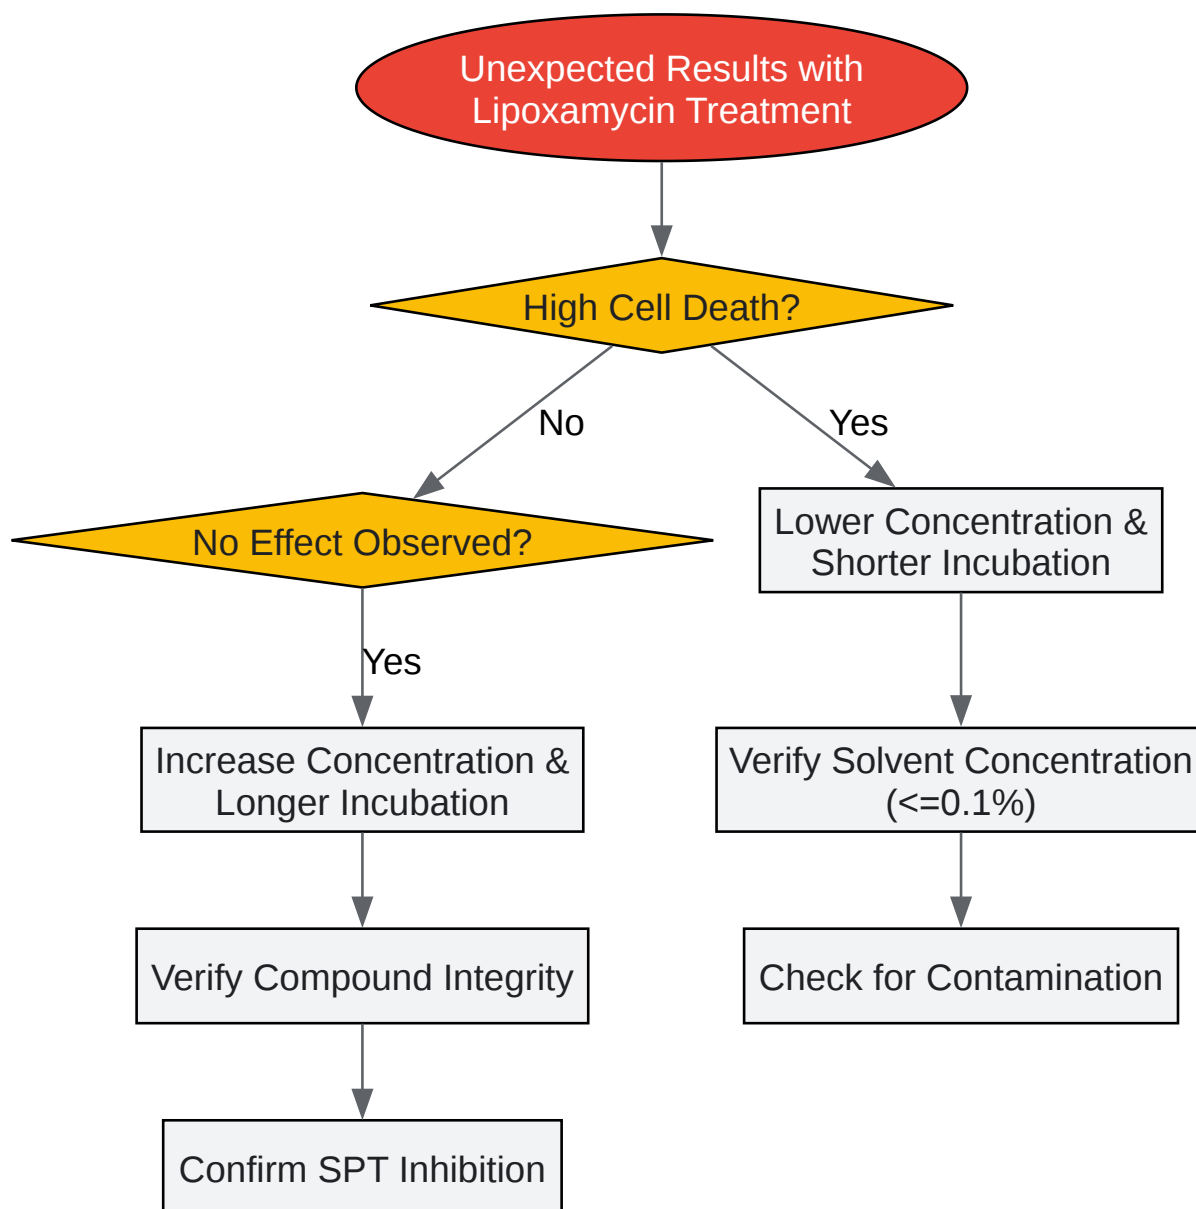 Unexpected Results with
Lipoxamycin Treatment
High Cell Death?
No
Yes
No Effect Observed?
Lower Concentration &
Shorter Incubation
Yes
Increase Concentration &
Longer Incubation
Verify Solvent Concentration
(<=0.1%)
Verify Compound Integrity
Check for Contamination
Confirm SPT Inhibition